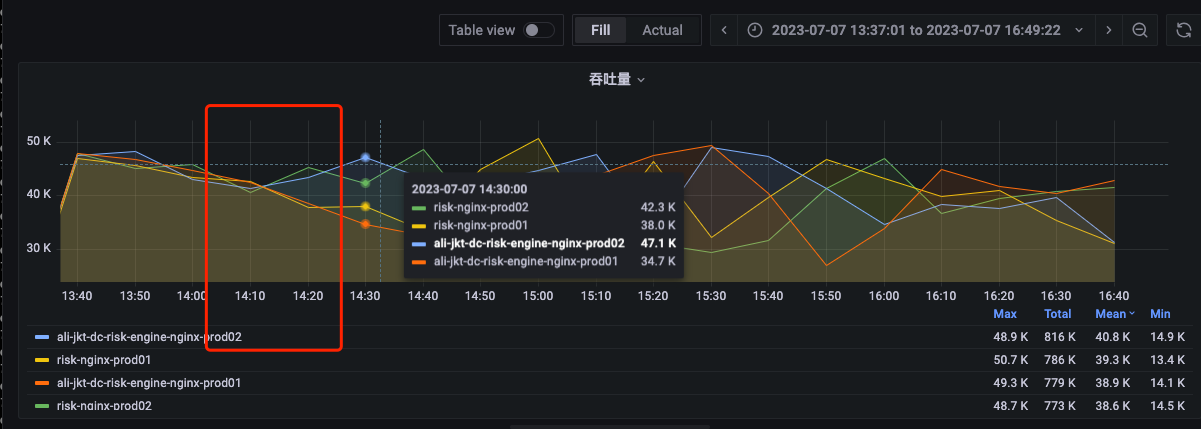 Table view Fill Actual 2023-07-07 13:37:01 to 2023-07-07 16:49:22
吞吐量
50 K
40 K
30 K
2023-07-07 14:30:00
risk-nginx-prod02 42.3 K
risk-nginx-prod01 38.0 K
ali-jkt-dc-risk-engine-nginx-prod02 47.1 K
ali-jkt-dc-risk-engine-nginx-prod01 34.7 K
13:40 13:50 14:00 14:10 14:20 14:30 14:40 14:50 15:00 15:10 15:20 15:30 15:40 15:50 16:00 16:10 16:20 16:30 16:40
Max Total Mean Min
ali-jkt-dc-risk-engine-nginx-prod02 48.9 K 816 K 40.8 K 14.9 K
risk-nginx-prod01 50.7 K 786 K 39.3 K 13.4 K
ali-jkt-dc-risk-engine-nginx-prod01 49.3 K 779 K 38.9 K 14.1 K
risk-nginx-prod02 48.7 K 773 K 38.6 K 14.5 K